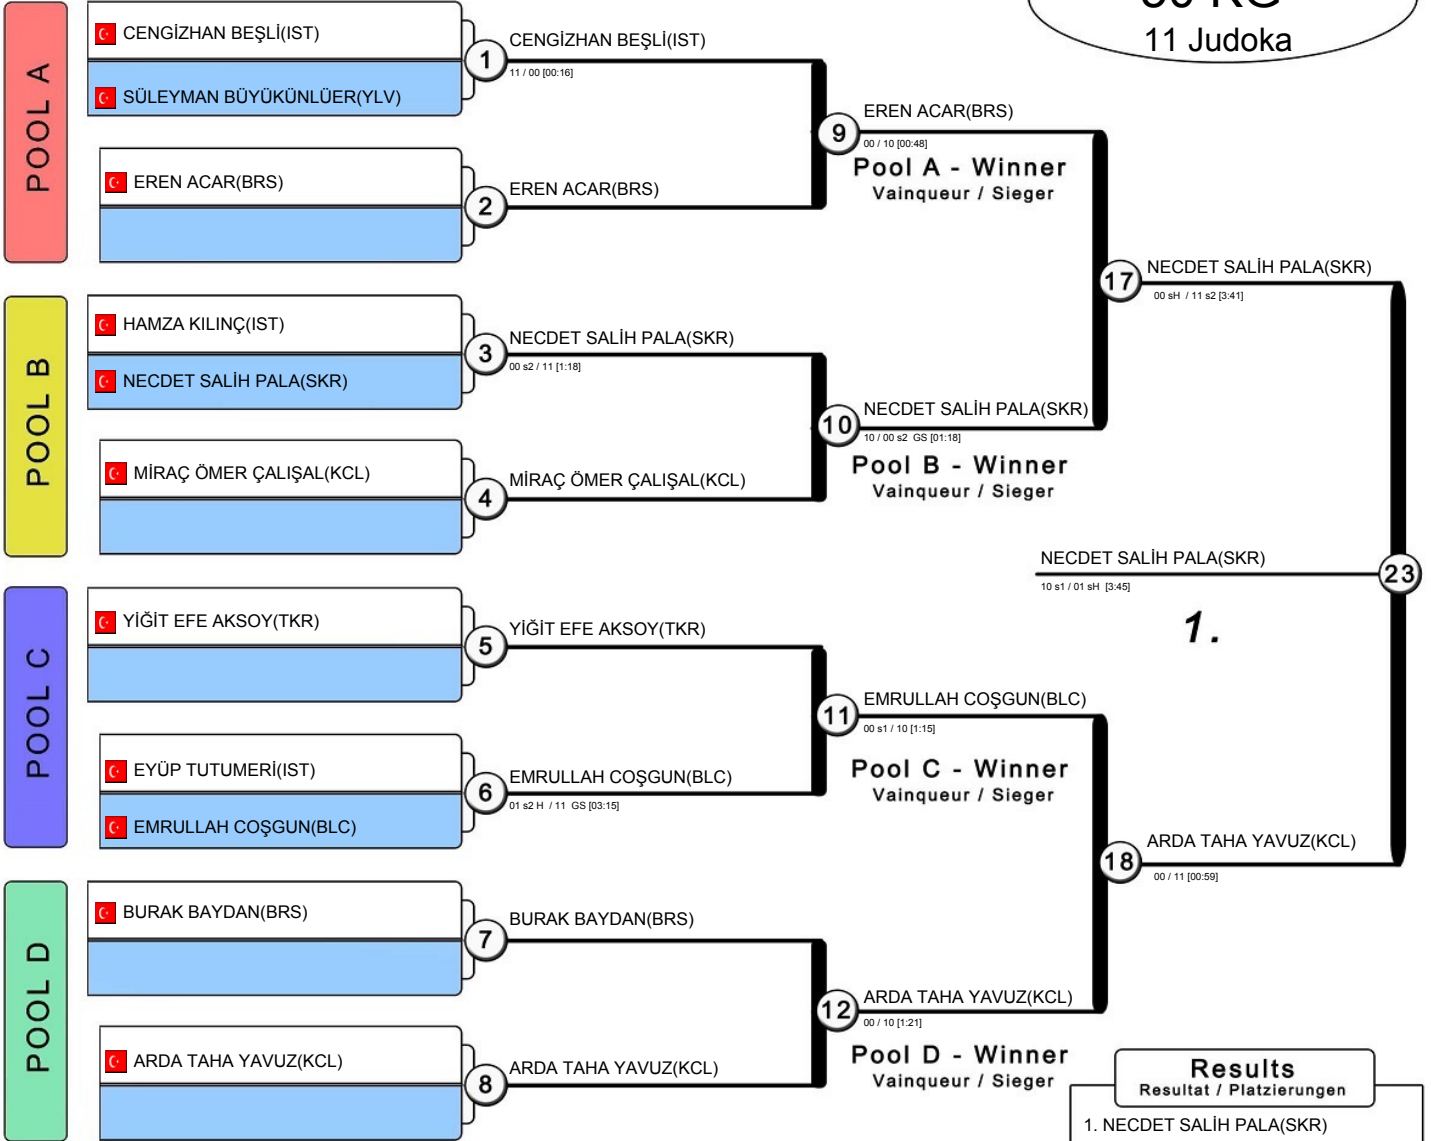 11 Judoka
POOL A
CENGİZHAN BEŞLİ(IST)
SÜLEYMAN BÜYÜKÜNLÜER(YLV)
1
CENGİZHAN BEŞLİ(IST)
11 / 00 [00:16]
EREN ACAR(BRS)
2
EREN ACAR(BRS)
9
EREN ACAR(BRS)
00 / 10 [00:48]
Pool A - Winner
Vainqueur / Sieger
POOL B
HAMZA KILINÇ(IST)
NECDET SALİH PALA(SKR)
3
NECDET SALİH PALA(SKR)
00 s2 / 11 [1:18]
MİRAÇ ÖMER ÇALIŞAL(KCL)
4
MİRAÇ ÖMER ÇALIŞAL(KCL)
10
NECDET SALİH PALA(SKR)
10 / 00 s2 GS [01:18]
Pool B - Winner
Vainqueur / Sieger
17
NECDET SALİH PALA(SKR)
00 sH / 11 s2 [3:41]
POOL C
YİĞİT EFE AKSOY(TKR)
5
YİĞİT EFE AKSOY(TKR)
EYÜP TUTUMERİ(IST)
EMRULLAH COŞGUN(BLC)
6
EMRULLAH COŞGUN(BLC)
01 s2 H / 11 GS [03:15]
11
EMRULLAH COŞGUN(BLC)
00 s1 / 10 [1:15]
Pool C - Winner
Vainqueur / Sieger
POOL D
BURAK BAYDAN(BRS)
7
BURAK BAYDAN(BRS)
ARDA TAHA YAVUZ(KCL)
8
ARDA TAHA YAVUZ(KCL)
12
ARDA TAHA YAVUZ(KCL)
00 / 10 [1:21]
Pool D - Winner
Vainqueur / Sieger
18
ARDA TAHA YAVUZ(KCL)
00 / 11 [00:59]
23
NECDET SALİH PALA(SKR)
10 s1 / 01 sH [3:45]
1.
Results
Resultat / Platzierungen
1. NECDET SALİH PALA(SKR)